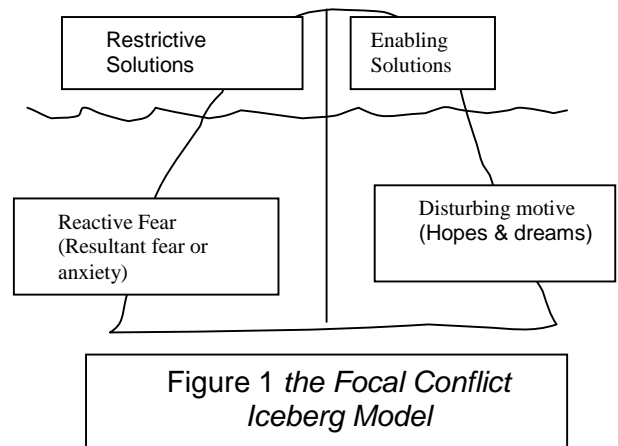 Restrictive
Solutions
Enabling
Solutions
Reactive Fear
(Resultant fear or
anxiety)
Disturbing motive
(Hopes & dreams)
Figure 1 the Focal Conflict
Iceberg Model